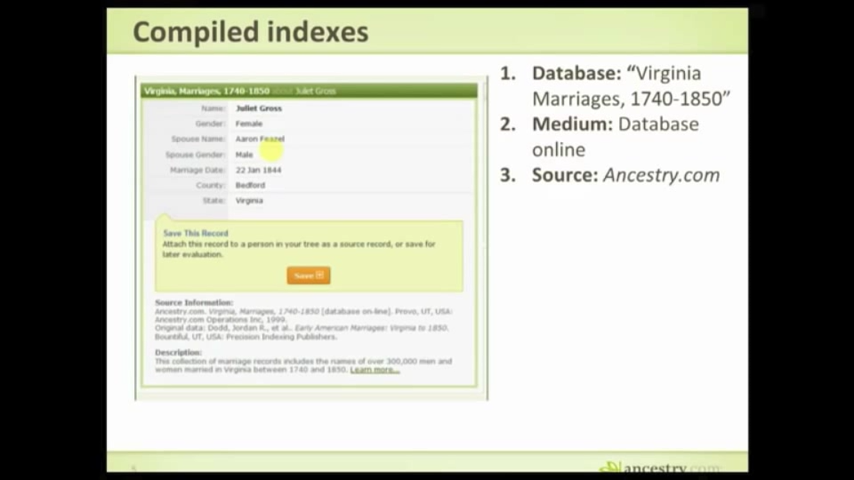 Compiled indexes
Virginia, Marriages, 1740-1850 about Juliet Gross
Name: Juliet Gross
Gender: Female
Spouse Name: Aaron
Spouse Gender: Male
Marriage Date: 22 Jan 1844
County: Bedford
State: Virginia
Save This Record
Attach this record to a person in your tree as a source record, or save for
later evaluation.
Save
Source Information:
Ancestry.com. Virginia, Marriages, 1740-1850 [database on-line]. Provo, UT, USA:
Ancestry.com Operations Inc, 1999.
Original data: Dodd, Jordan R., et al.. Early American Marriages: Virginia to 1850.
Bountiful, UT, USA: Precision Indexing Publishers.
Description:
This collection of marriage records includes the names of over 300,000 men and
women married in Virginia between 1740 and 1850. Learn more...
1. Database: “Virginia
Marriages, 1740-1850”
2. Medium: Database
online
3. Source: Ancestry.com
ancestry.com